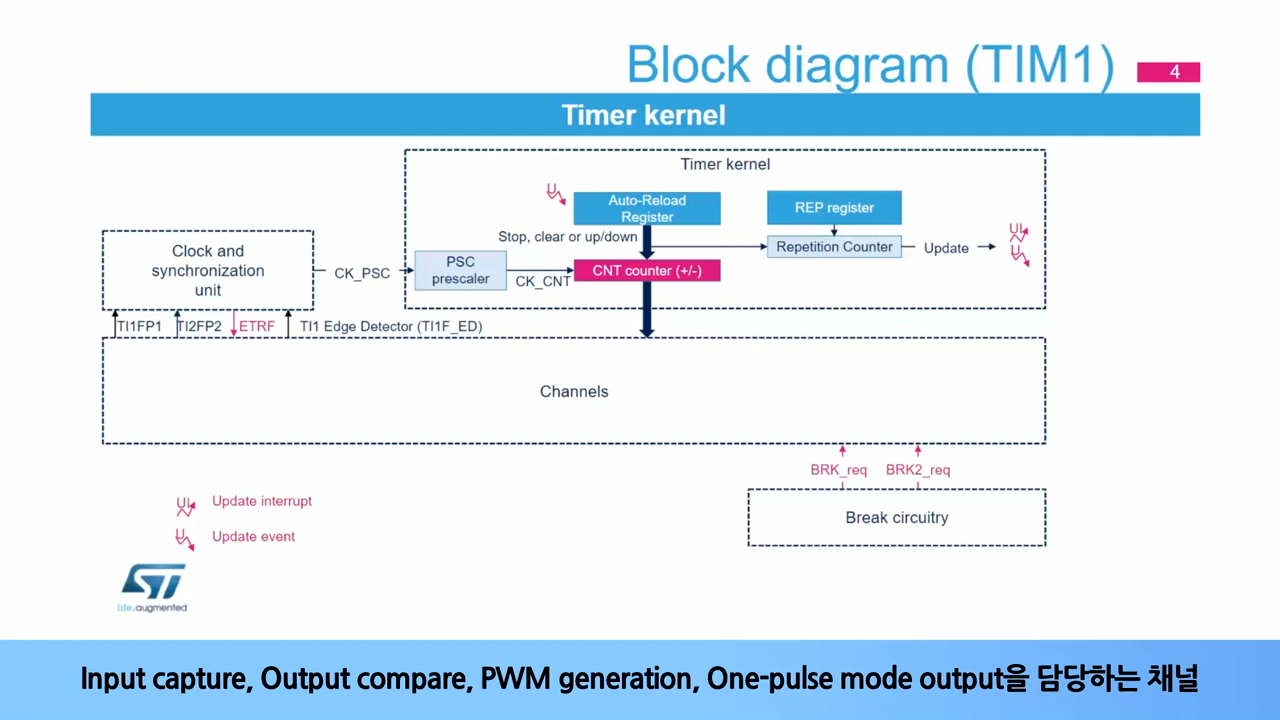 Block diagram (TIM1)
4
Timer kernel
Timer kernel
U
Auto-Reload
Register
REP register
Stop, clear or up/down
Repetition Counter
Update
UI
U
Clock and
synchronization
unit
CK_PSC
PSC
prescaler
CK_CNT
CNT counter (+/-)
TI1FP1
TI2FP2
ETRF
TI1 Edge Detector (TI1F_ED)
Channels
BRK_req
BRK2_req
Break circuitry
UI
Update interrupt
U
Update event
ST
life.augmented
Input capture, Output compare, PWM generation, One-pulse mode output을 담당하는 채널